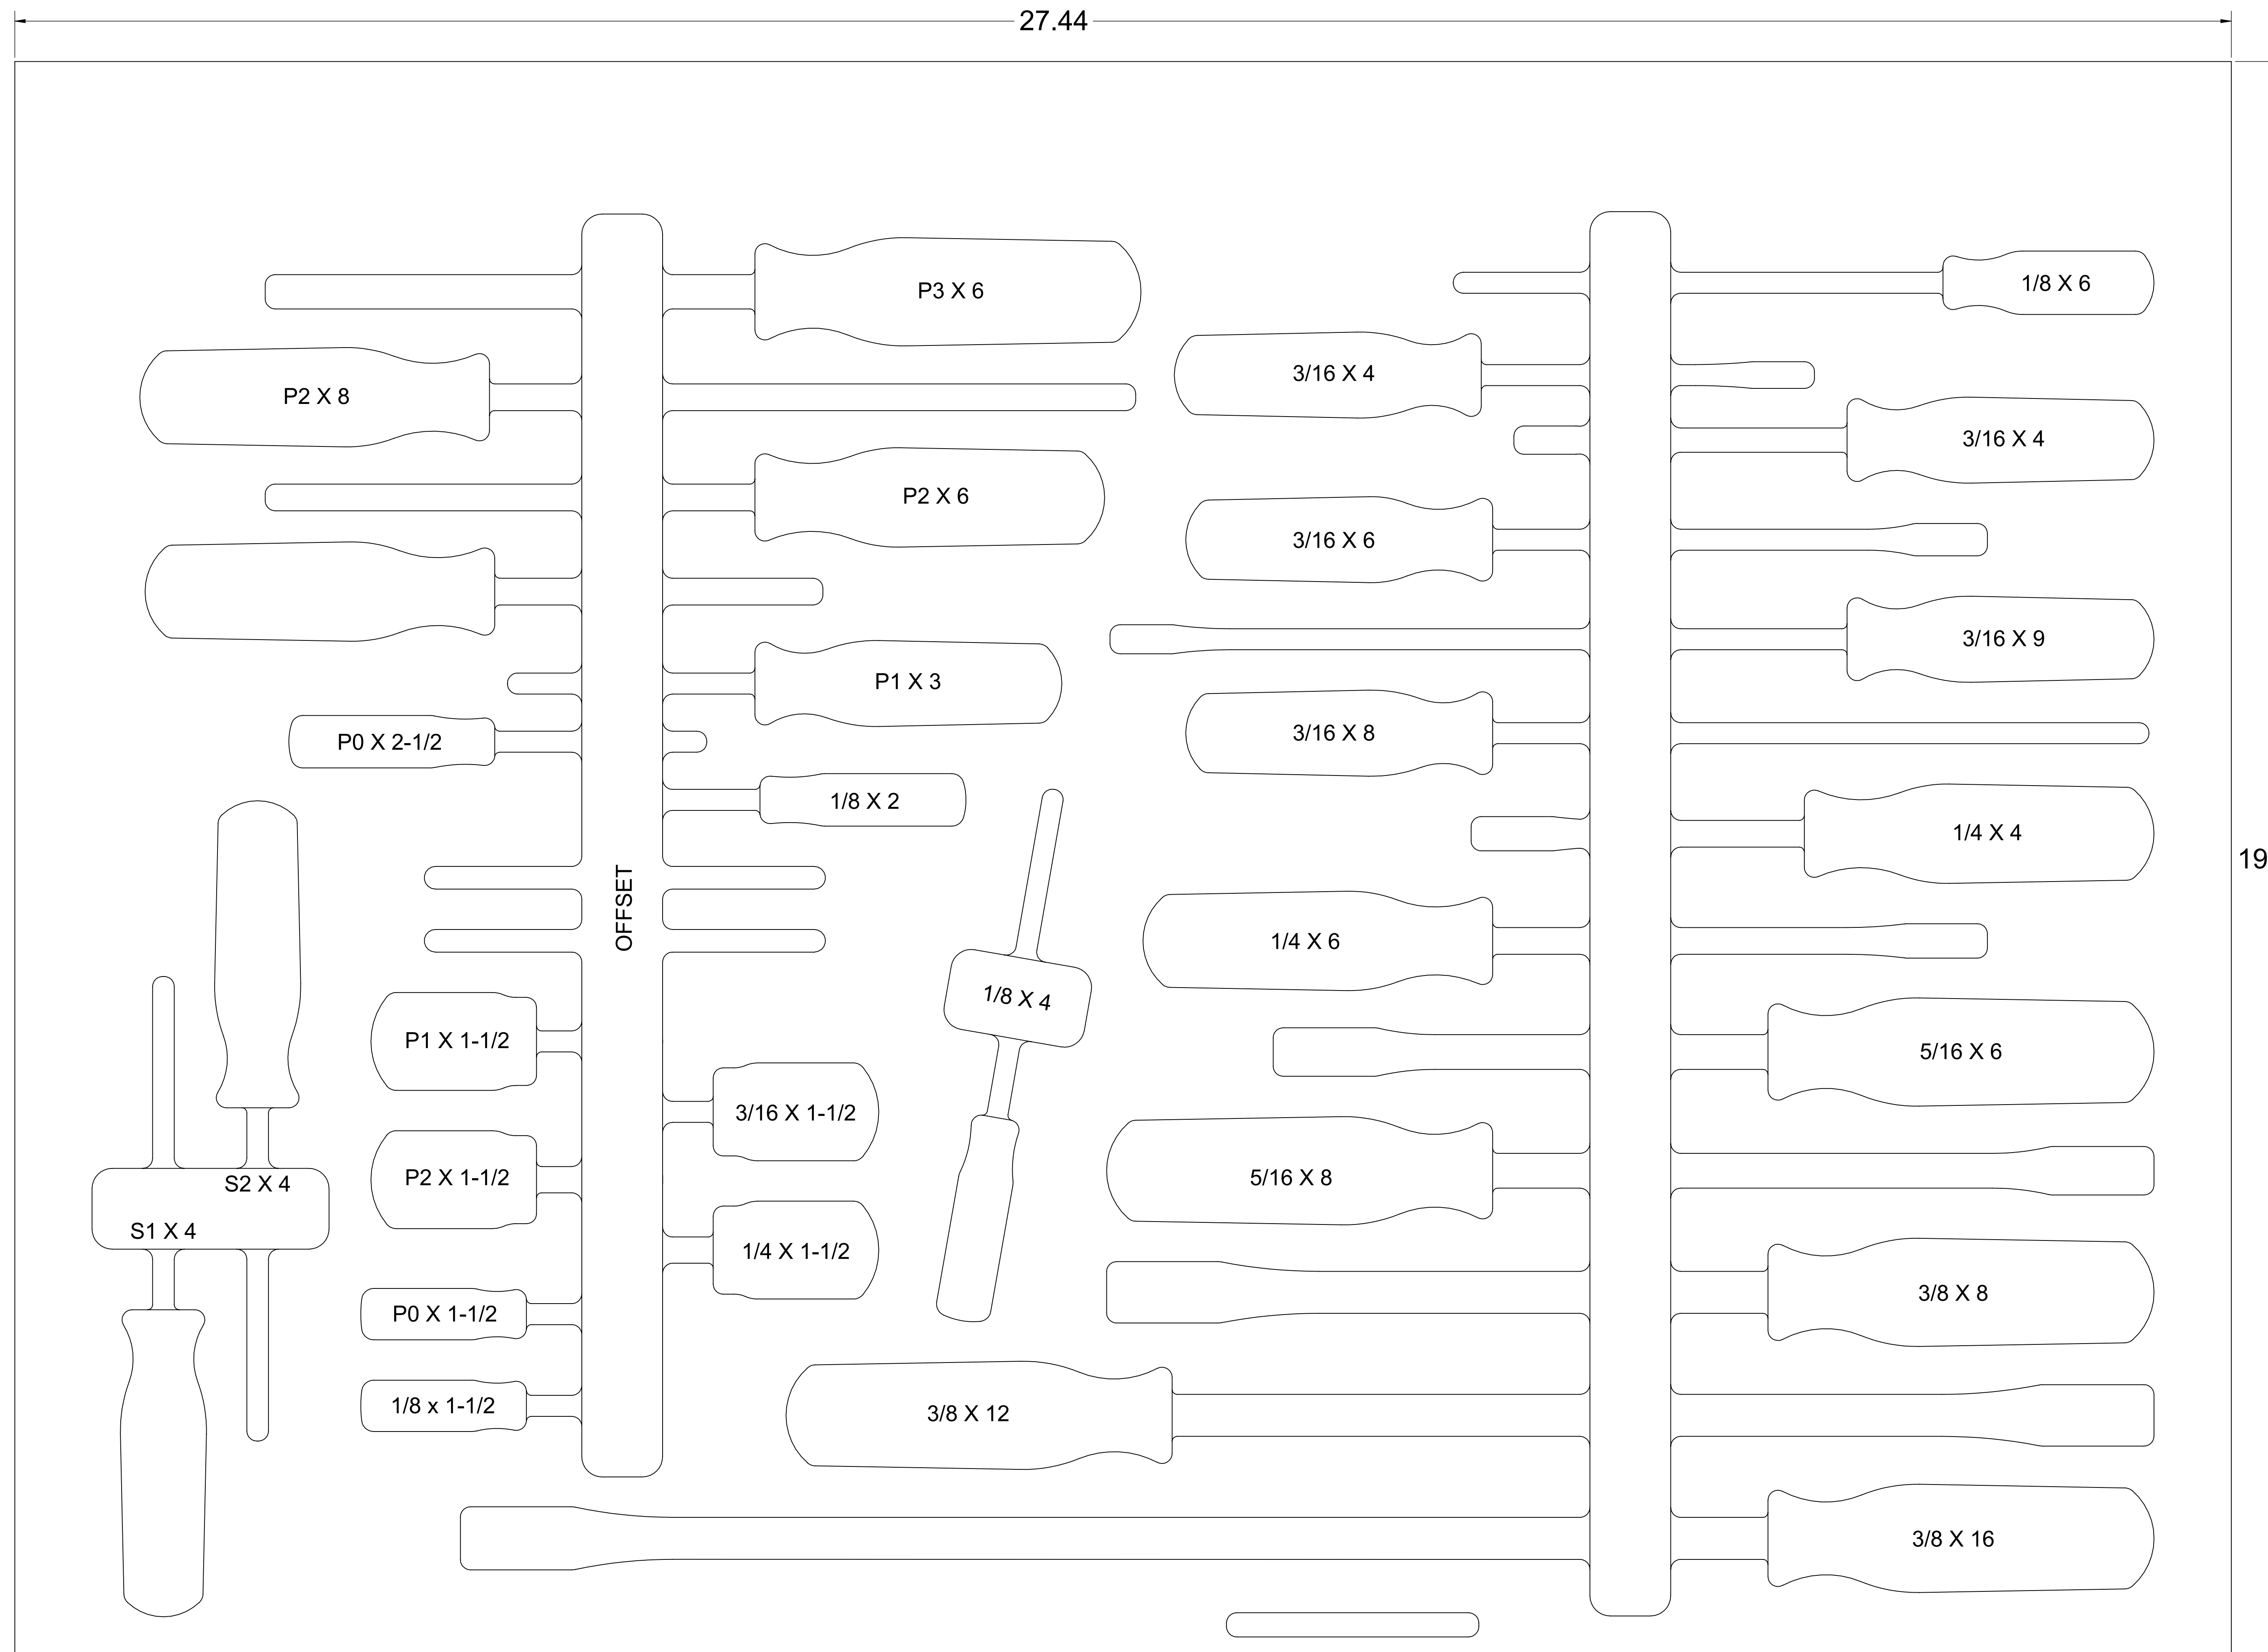 27.44
P3 X 6
1/8 X 6
3/16 X 4
P2 X 8
3/16 X 4
P2 X 6
3/16 X 6
3/16 X 9
P1 X 3
3/16 X 8
P0 X 2-1/2
1/8 X 2
1/4 X 4
19
OFFSET
1/4 X 6
1/8 X 4
P1 X 1-1/2
5/16 X 6
3/16 X 1-1/2
P2 X 1-1/2
5/16 X 8
S2 X 4
S1 X 4
1/4 X 1-1/2
3/8 X 8
P0 X 1-1/2
1/8 x 1-1/2
3/8 X 12
3/8 X 16